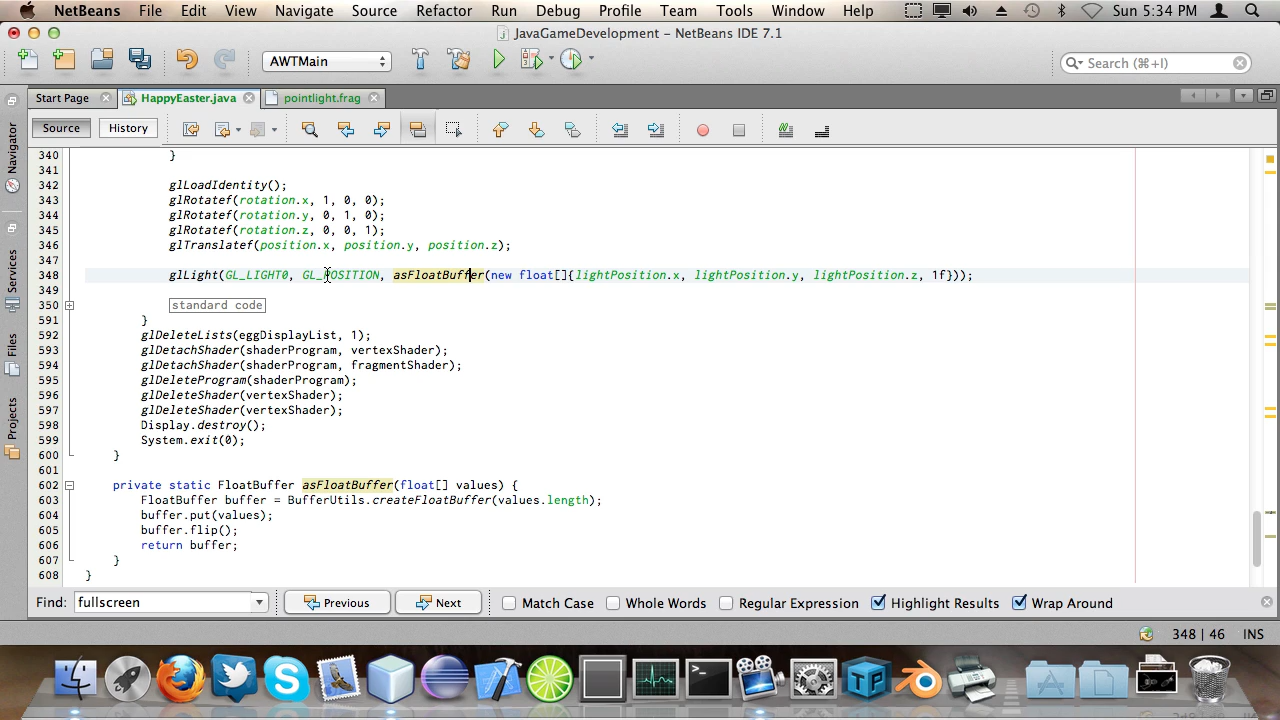 NetBeans File Edit View Navigate Source Refactor Run Debug Profile Team Tools Window Help Sun 5:34 PM
JavaGameDevelopment – NetBeans IDE 7.1
AWTMain Search (⌘+I)
Start Page HappyEaster.java pointlight.frag
Source History
Navigator
Services
Files
Projects
340 }
341
342 glLoadIdentity();
343 glRotatef(rotation.x, 1, 0, 0);
344 glRotatef(rotation.y, 0, 1, 0);
345 glRotatef(rotation.z, 0, 0, 1);
346 glTranslatef(position.x, position.y, position.z);
347
348 glLight(GL_LIGHT0, GL_POSITION, asFloatBuffer(new float[]{lightPosition.x, lightPosition.y, lightPosition.z, 1f}));
349
350 standard code
591 }
592 glDeleteLists(eggDisplayList, 1);
593 glDetachShader(shaderProgram, vertexShader);
594 glDetachShader(shaderProgram, fragmentShader);
595 glDeleteProgram(shaderProgram);
596 glDeleteShader(vertexShader);
597 glDeleteShader(vertexShader);
598 Display.destroy();
599 System.exit(0);
600 }
601
602 private static FloatBuffer asFloatBuffer(float[] values) {
603 FloatBuffer buffer = BufferUtils.createFloatBuffer(values.length);
604 buffer.put(values);
605 buffer.flip();
606 return buffer;
607 }
608 }
Find: fullscreen Previous Next Match Case Whole Words Regular Expression Highlight Results Wrap Around
348 | 46 INS
TP